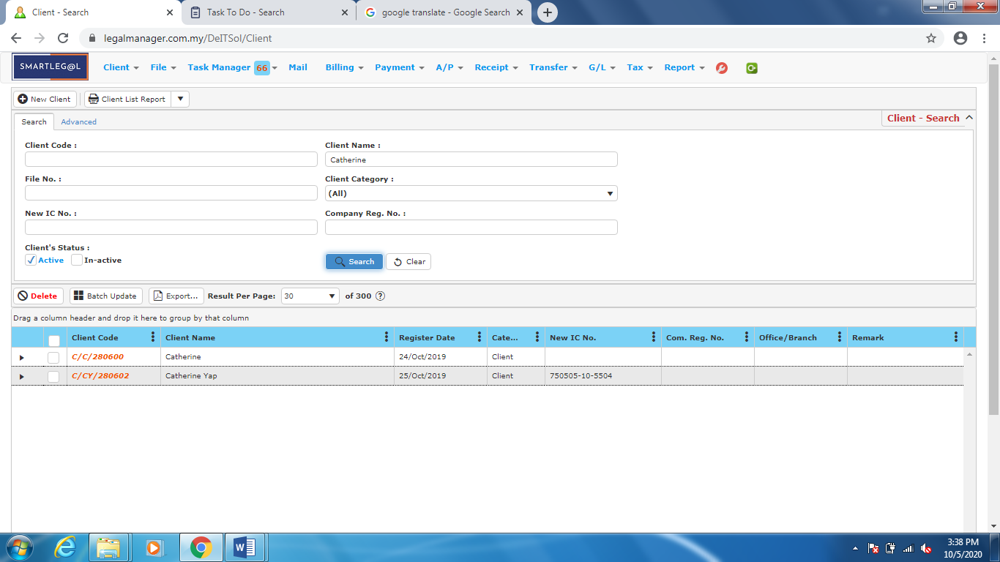 Client - Search
Task To Do - Search
google translate - Google Search
legalmanager.com.my/DeITSol/Client
SMARTLEG@L
Client File Task Manager 66 Mail Billing Payment A/P Receipt Transfer G/L Tax Report
New Client Client List Report
Search Advanced Client - Search
Client Code : Client Name :
Catherine
File No. : Client Category :
(All)
New IC No. : Company Reg. No. :
Client's Status :
Active In-active Search Clear
Delete Batch Update Export... Result Per Page: 30 of 300 ?
Drag a column header and drop it here to group by that column
Client Code Client Name Register Date Cate... New IC No. Com. Reg. No. Office/Branch Remark
C/C/280600 Catherine 24/Oct/2019 Client
C/CY/280602 Catherine Yap 25/Oct/2019 Client 750505-10-5504
3:38 PM
10/5/2020